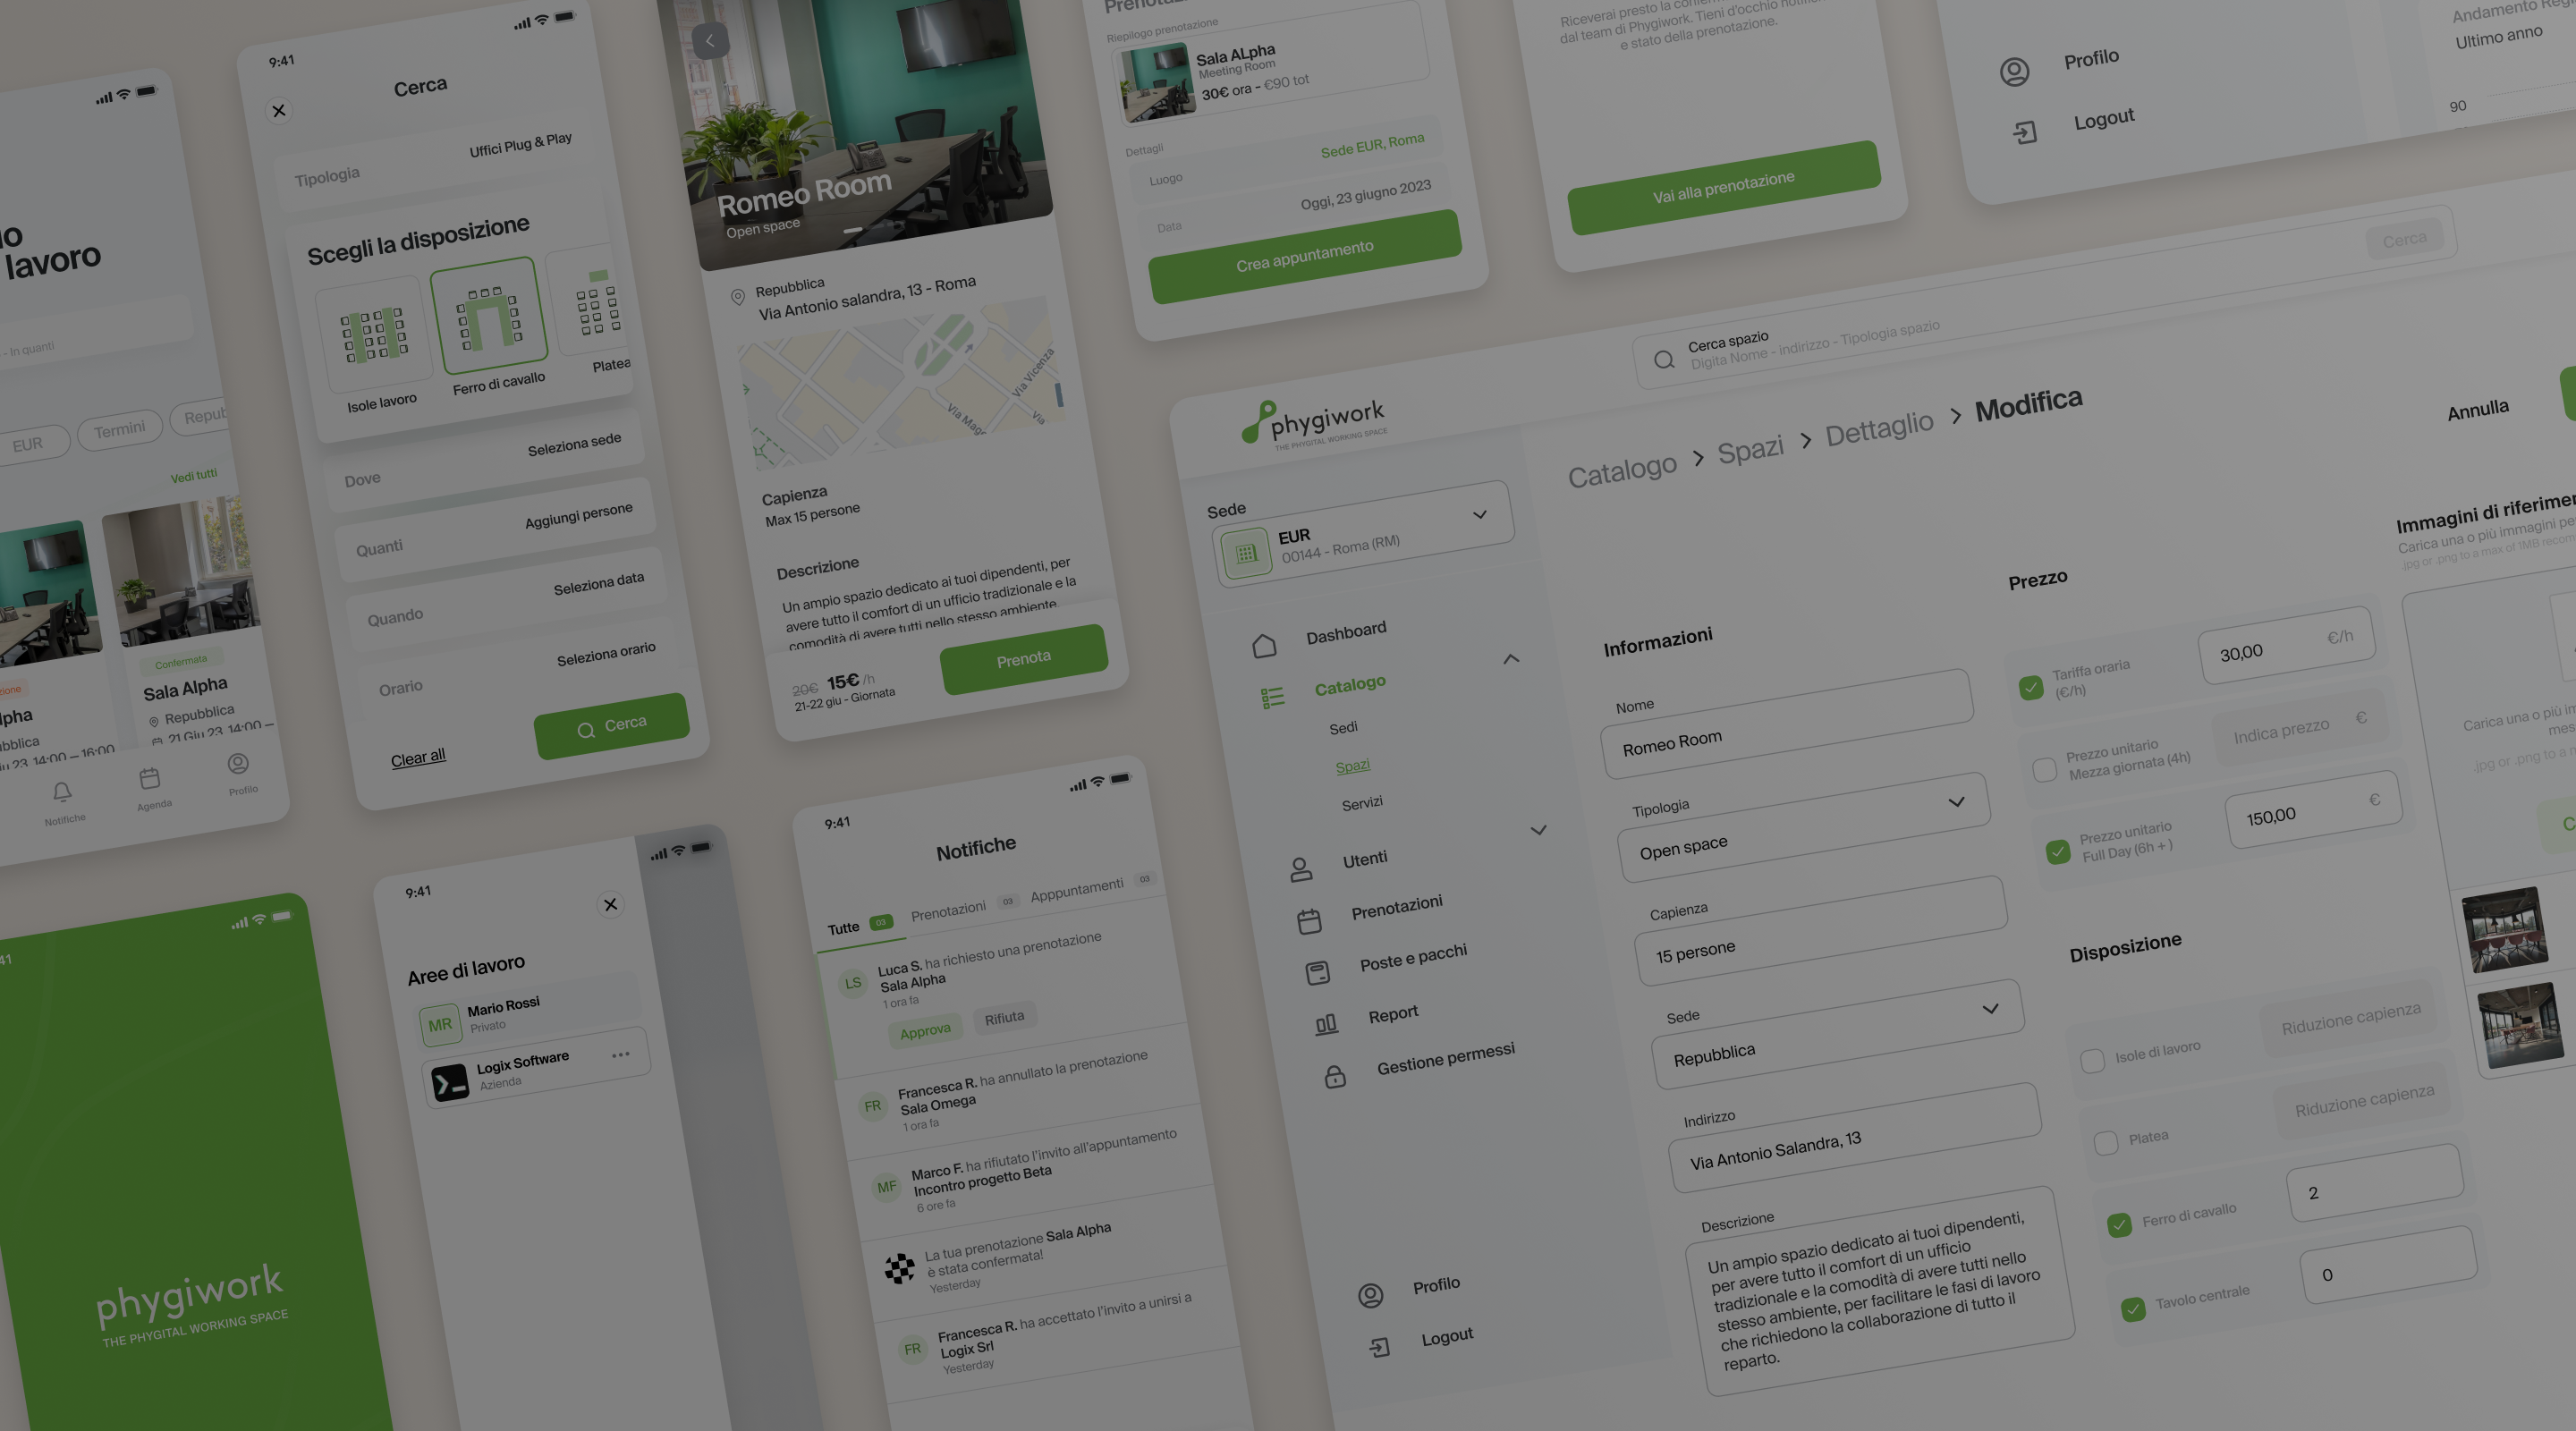 lo
lavoro
- In quanti
EUR
Termini
Vedi tutti
Confermata
Sala Alpha
Repubblica
21 Giu 23, 14:00 –
Notifiche
Agenda
Profilo
9:41
Cerca
Tipologia
Uffici Plug & Play
Scegli la disposizione
Isole lavoro
Ferro di cavallo
Platea
Dove
Seleziona sede
Quanti
Aggiungi persone
Quando
Seleziona data
Orario
Seleziona orario
Clear all
Cerca
Romeo Room
Open space
Repubblica
Via Antonio salandra, 13 - Roma
Via Vicenza
Capienza
Max 15 persone
Descrizione
Un ampio spazio dedicato ai tuoi dipendenti, per
avere tutto il comfort di un ufficio tradizionale e la
comodità di avere tutti nello stesso ambiente,
20€ 15€ /h
21-22 giu - Giornata
Prenota
Riepilogo prenotazione
Sala ALpha
Meeting Room
30€ ora - €90 tot
Dettagli
Luogo
Sede EUR, Roma
Data
Oggi, 23 giugno 2023
Crea appuntamento
dal team di Phygiwork. Tieni d'occhio
e stato della prenotazione.
Vai alla prenotazione
Profilo
Logout
Ultimo anno
90
phygiwork
THE PHYGITAL WORKING SPACE
9:41
Aree di lavoro
MR
Mario Rossi
Privato
Logix Software
Azienda
9:41
Notifiche
Tutte 03
Prenotazioni 03
Apppuntamenti 03
LS
Luca S. ha richiesto una prenotazione
Sala Alpha
1 ora fa
Approva
Rifiuta
FR
Francesca R. ha annullato la prenotazione
Sala Omega
1 ora fa
MF
Marco F. ha rifiutato l'invito all'appuntamento
Incontro progetto Beta
6 ore fa
La tua prenotazione Sala Alpha
è stata confermata!
Yesterday
FR
Francesca R. ha accettato l'invito a unirsi a
Logix Srl
Yesterday
phygiwork
THE PHYGITAL WORKING SPACE
Cerca spazio
Digita Nome - indirizzo - Tipologia spazio
Cerca
Sede
EUR
00144 - Roma (RM)
Dashboard
Catalogo
Sedi
Spazi
Servizi
Utenti
Prenotazioni
Poste e pacchi
Report
Gestione permessi
Profilo
Logout
Catalogo > Spazi > Dettaglio > Modifica
Annulla
Informazioni
Nome
Romeo Room
Tipologia
Open space
Capienza
15 persone
Sede
Repubblica
Indirizzo
Via Antonio Salandra, 13
Descrizione
Un ampio spazio dedicato ai tuoi dipendenti,
per avere tutto il comfort di un ufficio
tradizionale e la comodità di avere tutti nello
stesso ambiente, per facilitare le fasi di lavoro
che richiedono la collaborazione di tutto il
reparto.
Prezzo
Tariffa oraria
(€/h)
30,00 €/h
Prezzo unitario
Mezza giornata (4h)
Indica prezzo €
Prezzo unitario
Full Day (6h + )
150,00 €
Disposizione
Isole di lavoro
Riduzione capienza
Platea
Riduzione capienza
Ferro di cavallo
2
Tavolo centrale
0
Immagini di
Carica una o più immagini
.jpg or .png to a max of 1MB
Carica una o più
.jpg or .png to a